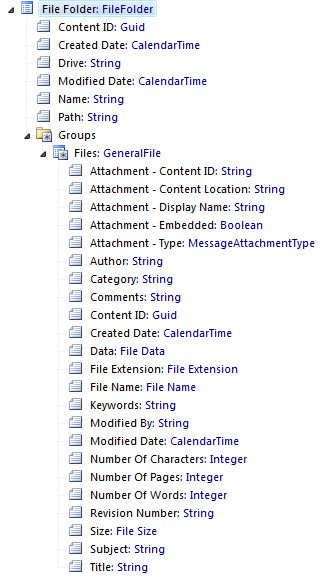 File Folder: FileFolder
Content ID: Guid
Created Date: CalendarTime
Drive: String
Modified Date: CalendarTime
Name: String
Path: String
Groups
Files: GeneralFile
Attachment - Content ID: String
Attachment - Content Location: String
Attachment - Display Name: String
Attachment - Embedded: Boolean
Attachment - Type: MessageAttachmentType
Author: String
Category: String
Comments: String
Content ID: Guid
Created Date: CalendarTime
Data: File Data
File Extension: File Extension
File Name: File Name
Keywords: String
Modified By: String
Modified Date: CalendarTime
Number Of Characters: Integer
Number Of Pages: Integer
Number Of Words: Integer
Revision Number: String
Size: File Size
Subject: String
Title: String